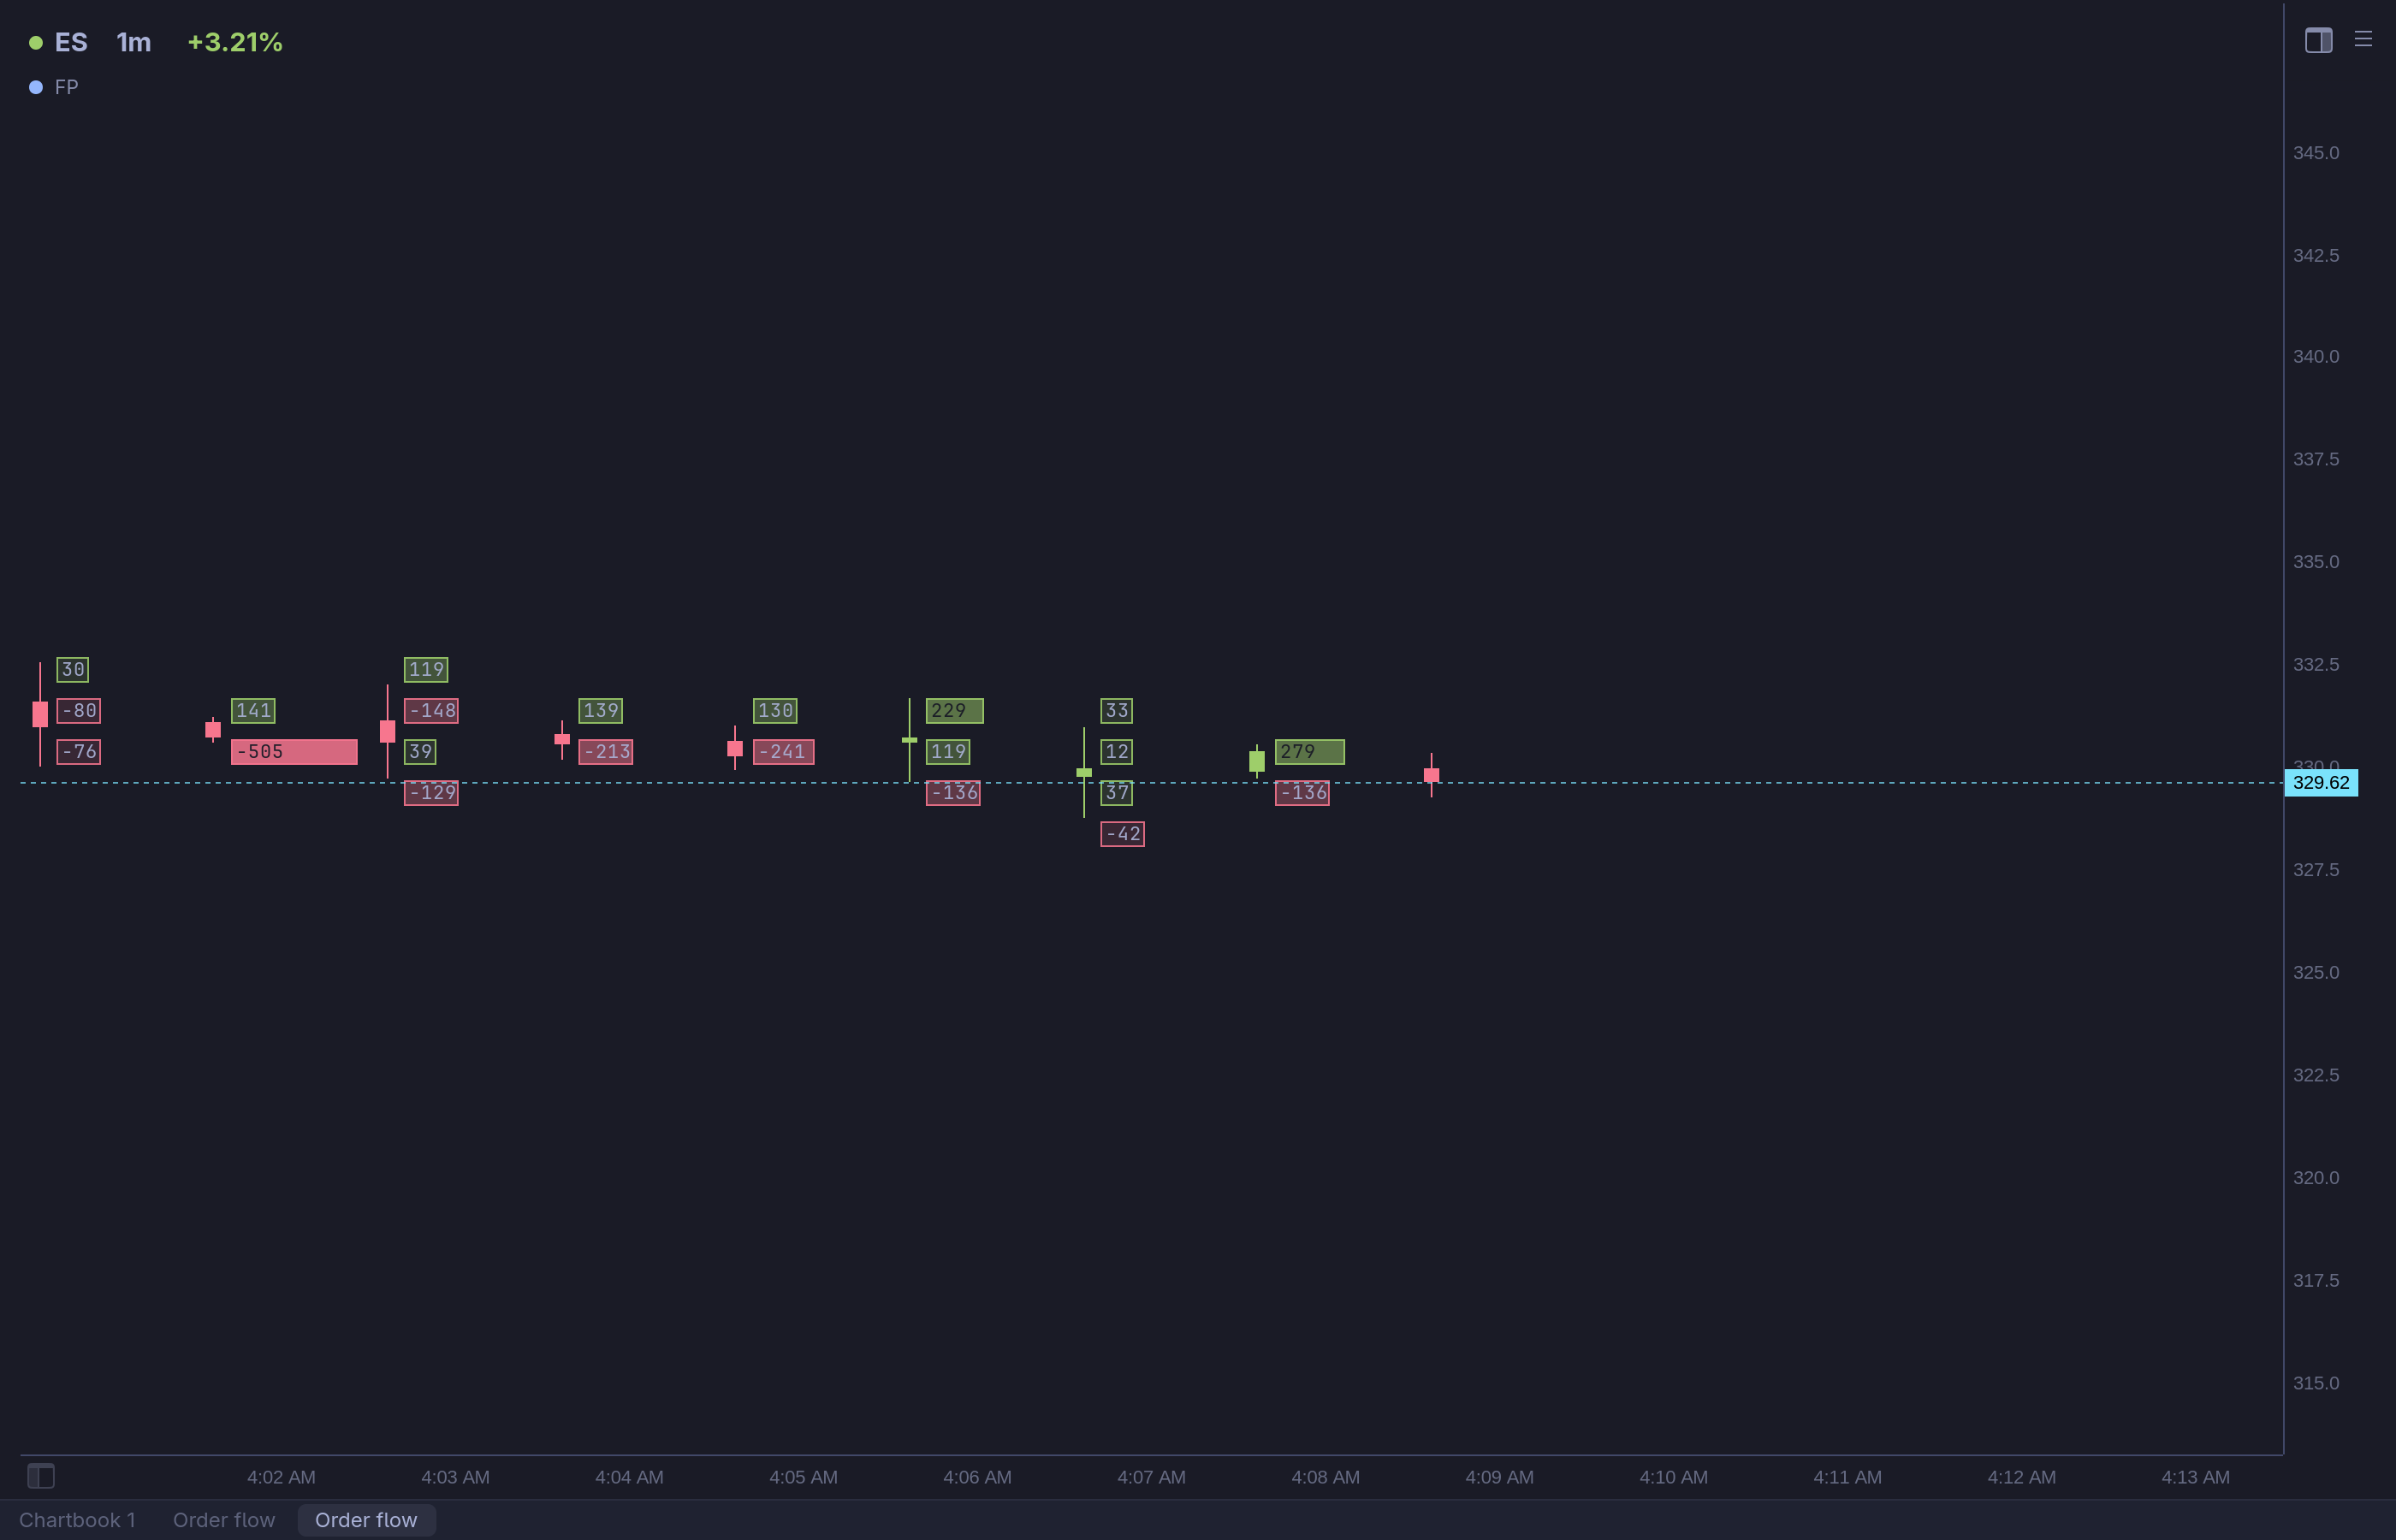 ES 1m +3.21%
FP
345.0
342.5
340.0
337.5
335.0
332.5
30 119
-80 141 -148 139 130 229 33
-76 -505 39 -213 -241 119 12 279
330.0
-129 -136 37 -136 329.62
-42
327.5
325.0
322.5
320.0
317.5
315.0
4:02 AM 4:03 AM 4:04 AM 4:05 AM 4:06 AM 4:07 AM 4:08 AM 4:09 AM 4:10 AM 4:11 AM 4:12 AM 4:13 AM
Chartbook 1 Order flow Order flow